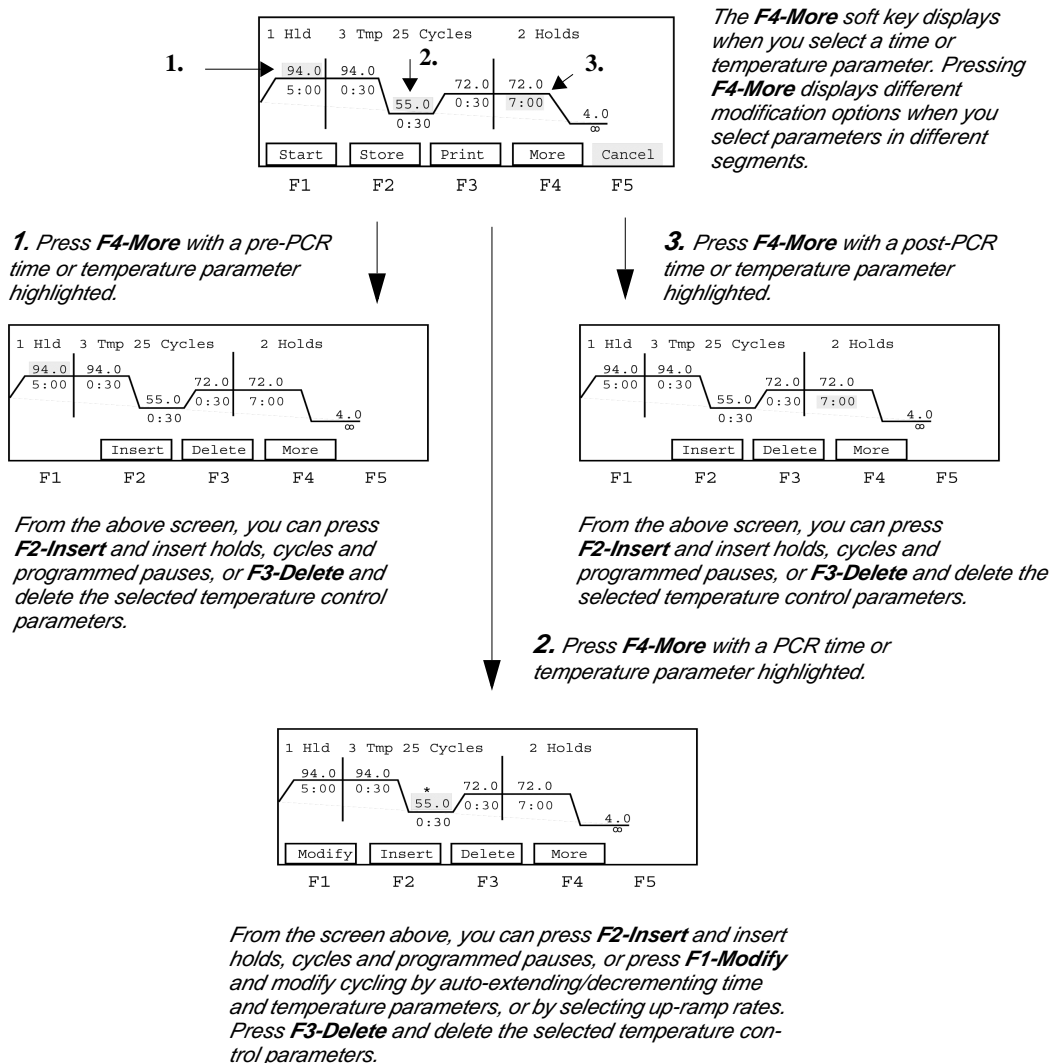 1 Hld 3 Tmp 25 Cycles 2 Holds
1.
2.
3.
94.0 94.0
5:00 0:30
55.0
0:30
72.0 72.0
0:30 7:00
4.0
∞
Start Store Print More Cancel
F1 F2 F3 F4 F5
The F4-More soft key displays
when you select a time or
temperature parameter. Pressing
F4-More displays different
modification options when you
select parameters in different
segments.
1. Press F4-More with a pre-PCR
time or temperature parameter
highlighted.
1 Hld 3 Tmp 25 Cycles 2 Holds
94.0 94.0
5:00 0:30
55.0
0:30
72.0 72.0
0:30 7:00
4.0
∞
Insert Delete More
F1 F2 F3 F4 F5
From the above screen, you can press
F2-Insert and insert holds, cycles and
programmed pauses, or F3-Delete and
delete the selected temperature control
parameters.
3. Press F4-More with a post-PCR
time or temperature parameter
highlighted.
1 Hld 3 Tmp 25 Cycles 2 Holds
94.0 94.0
5:00 0:30
55.0
0:30
72.0 72.0
0:30 7:00
4.0
∞
Insert Delete More
F1 F2 F3 F4 F5
From the above screen, you can press
F2-Insert and insert holds, cycles and
programmed pauses, or F3-Delete and delete the
selected temperature control parameters.
2. Press F4-More with a PCR time or
temperature parameter highlighted.
1 Hld 3 Tmp 25 Cycles 2 Holds
94.0 94.0
5:00 0:30
*
55.0
0:30
72.0 72.0
0:30 7:00
4.0
∞
Modify Insert Delete More
F1 F2 F3 F4 F5
From the screen above, you can press F2-Insert and insert
holds, cycles and programmed pauses, or press F1-Modify
and modify cycling by auto-extending/decrementing time
and temperature parameters, or by selecting up-ramp rates.
Press F3-Delete and delete the selected temperature con-
trol parameters.